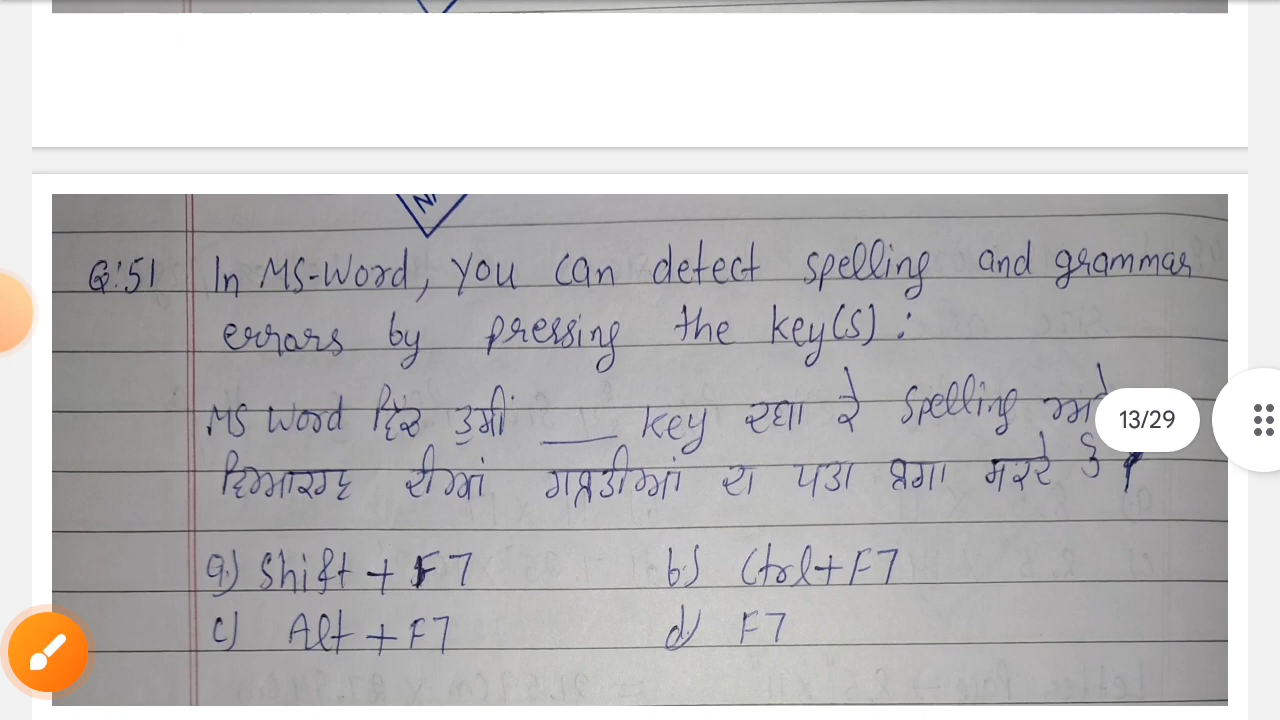 Q:51 In MS-Word, you can detect spelling and grammar
errors by pressing the key(s) :
MS Word ਵਿੱਚ ਤੁਸੀਂ ____ key ਦਬਾ ਕੇ spelling ਅਤੇ
ਵਿਆਕਰਣ ਦੀਆਂ ਗਲਤੀਆਂ ਦਾ ਪਤਾ ਲਗਾ ਸਕਦੇ ਹੋ।
13/29
a.) Shift + F7 b.) Ctrl+F7
c) Alt + F7 d.) F7